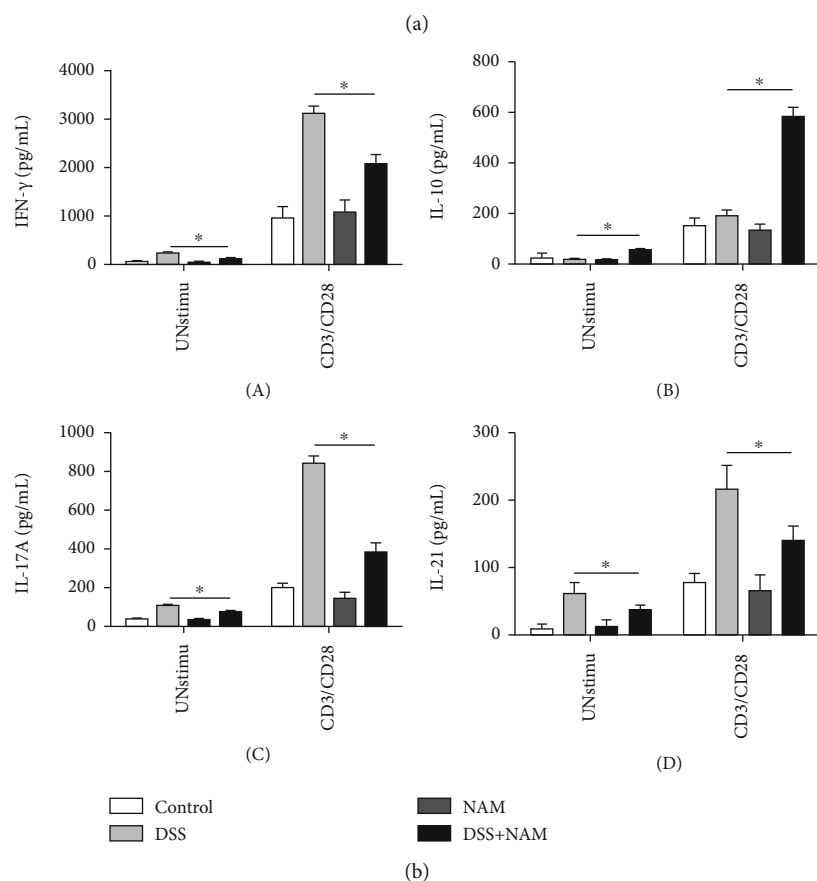 (a)
IFN-γ (pg/mL)
4000
3000
2000
1000
0
*
*
UNstimu
CD3/CD28
(A)
IL-10 (pg/mL)
800
600
400
200
0
*
*
UNstimu
CD3/CD28
(B)
IL-17A (pg/mL)
1000
800
600
400
200
0
*
*
UNstimu
CD3/CD28
(C)
IL-21 (pg/mL)
300
200
100
0
*
*
UNstimu
CD3/CD28
(D)
Control
DSS
NAM
DSS+NAM
(b)